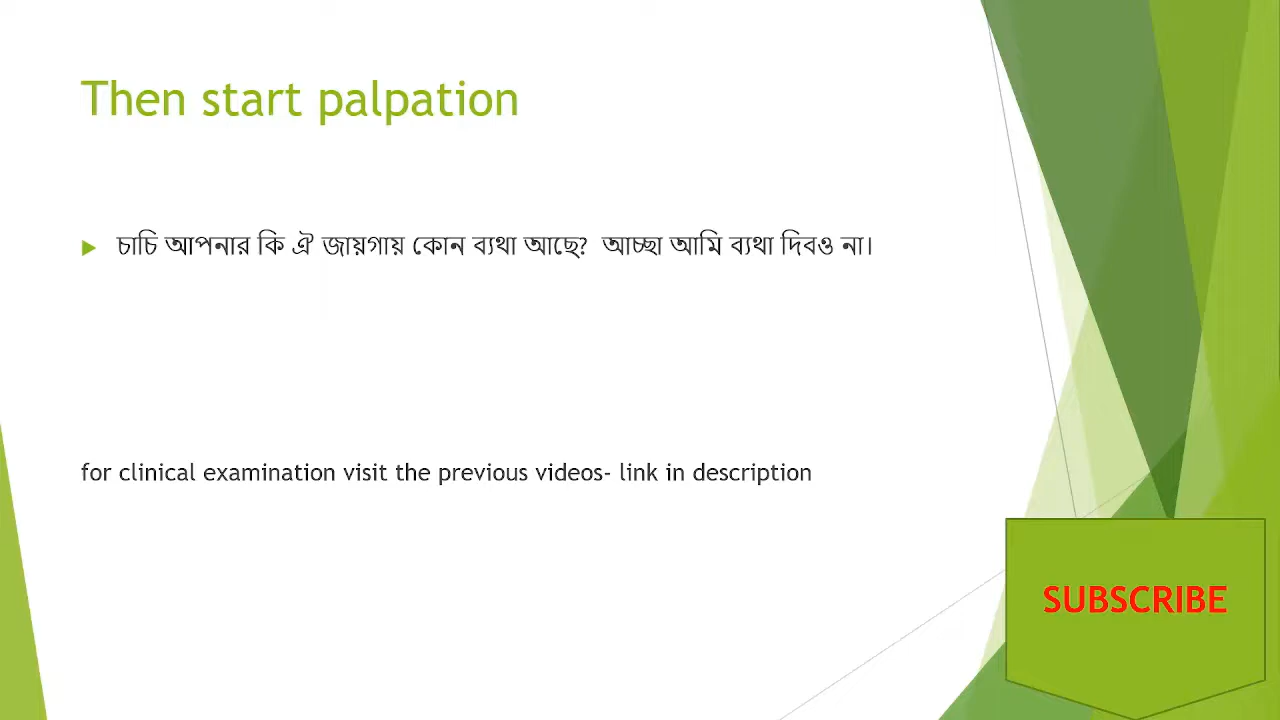 Then start palpation
চাচি আপনার কি ঐ জায়গায় কোন ব্যথা আছে? আচ্ছা আমি ব্যথা দিবও না।
for clinical examination visit the previous videos- link in description
SUBSCRIBE